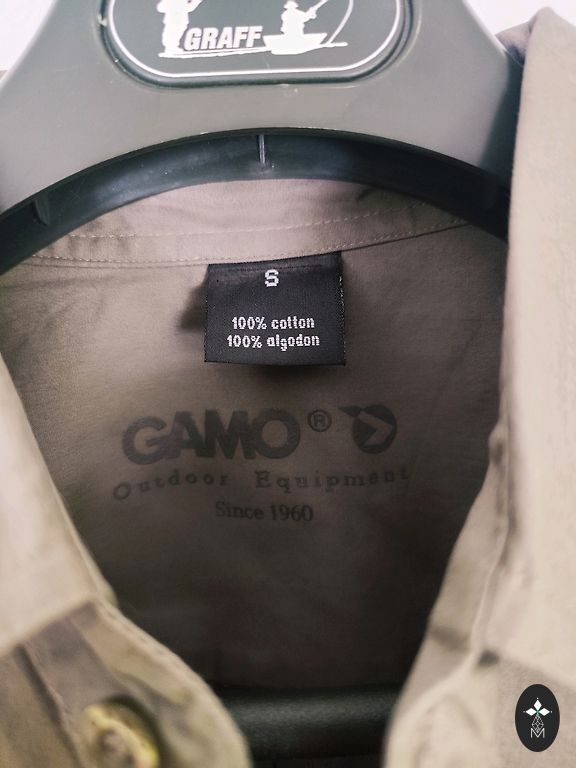 GRAFF
S
100% cotton
100% algodon
GAMO®
Outdoor Equipment
Since 1960
M